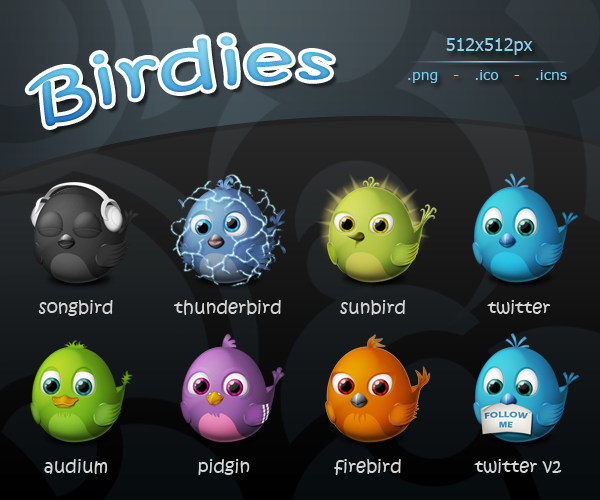 Birdies
512x512px
.png - .ico - .icns
songbird
thunderbird
sunbird
twitter
audium
pidgin
firebird
FOLLOW
ME
twitter V2